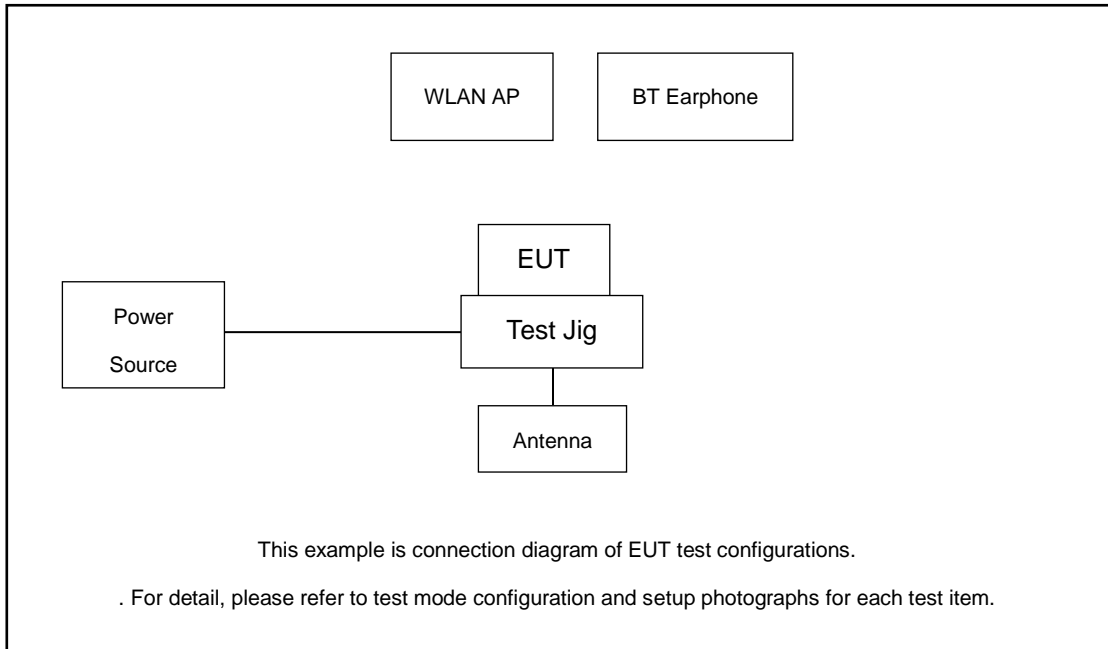 WLAN AP
BT Earphone
EUT
Power
Source
Test Jig
Antenna
This example is connection diagram of EUT test configurations.
. For detail, please refer to test mode configuration and setup photographs for each test item.